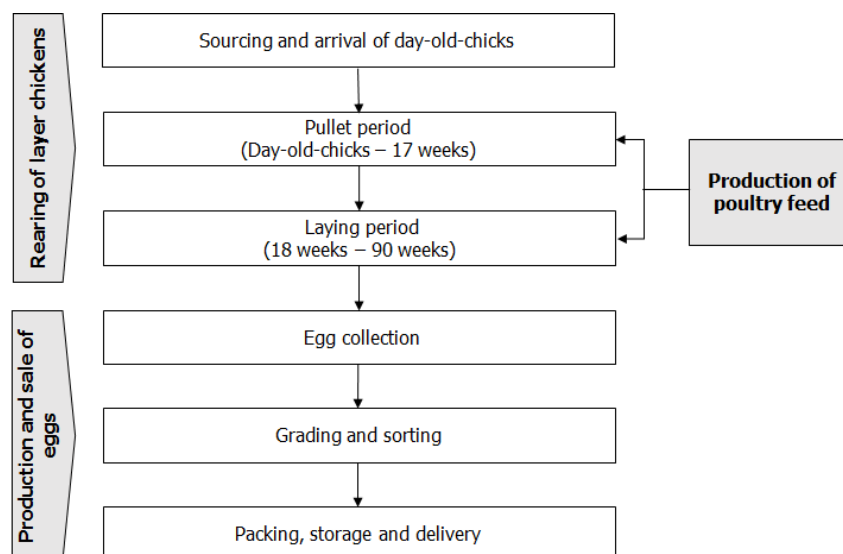 Rearing of layer chickens
Sourcing and arrival of day-old-chicks
Pullet period
(Day-old-chicks – 17 weeks)
Laying period
(18 weeks – 90 weeks)
Production of
poultry feed
Production and sale of
eggs
Egg collection
Grading and sorting
Packing, storage and delivery